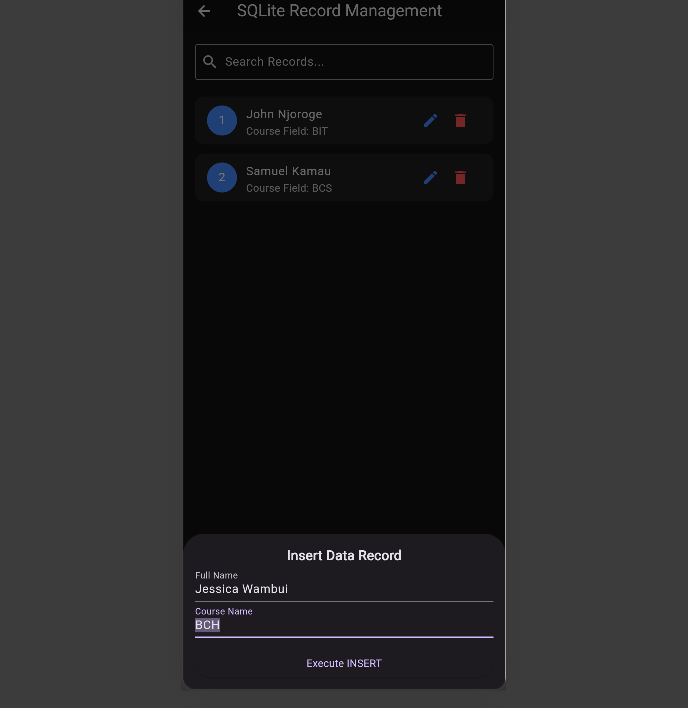 SQLite Record Management
Search Records...
1
John Njoroge
Course Field: BIT
2
Samuel Kamau
Course Field: BCS
Insert Data Record
Full Name
Jessica Wambui
Course Name
BCH
Execute INSERT